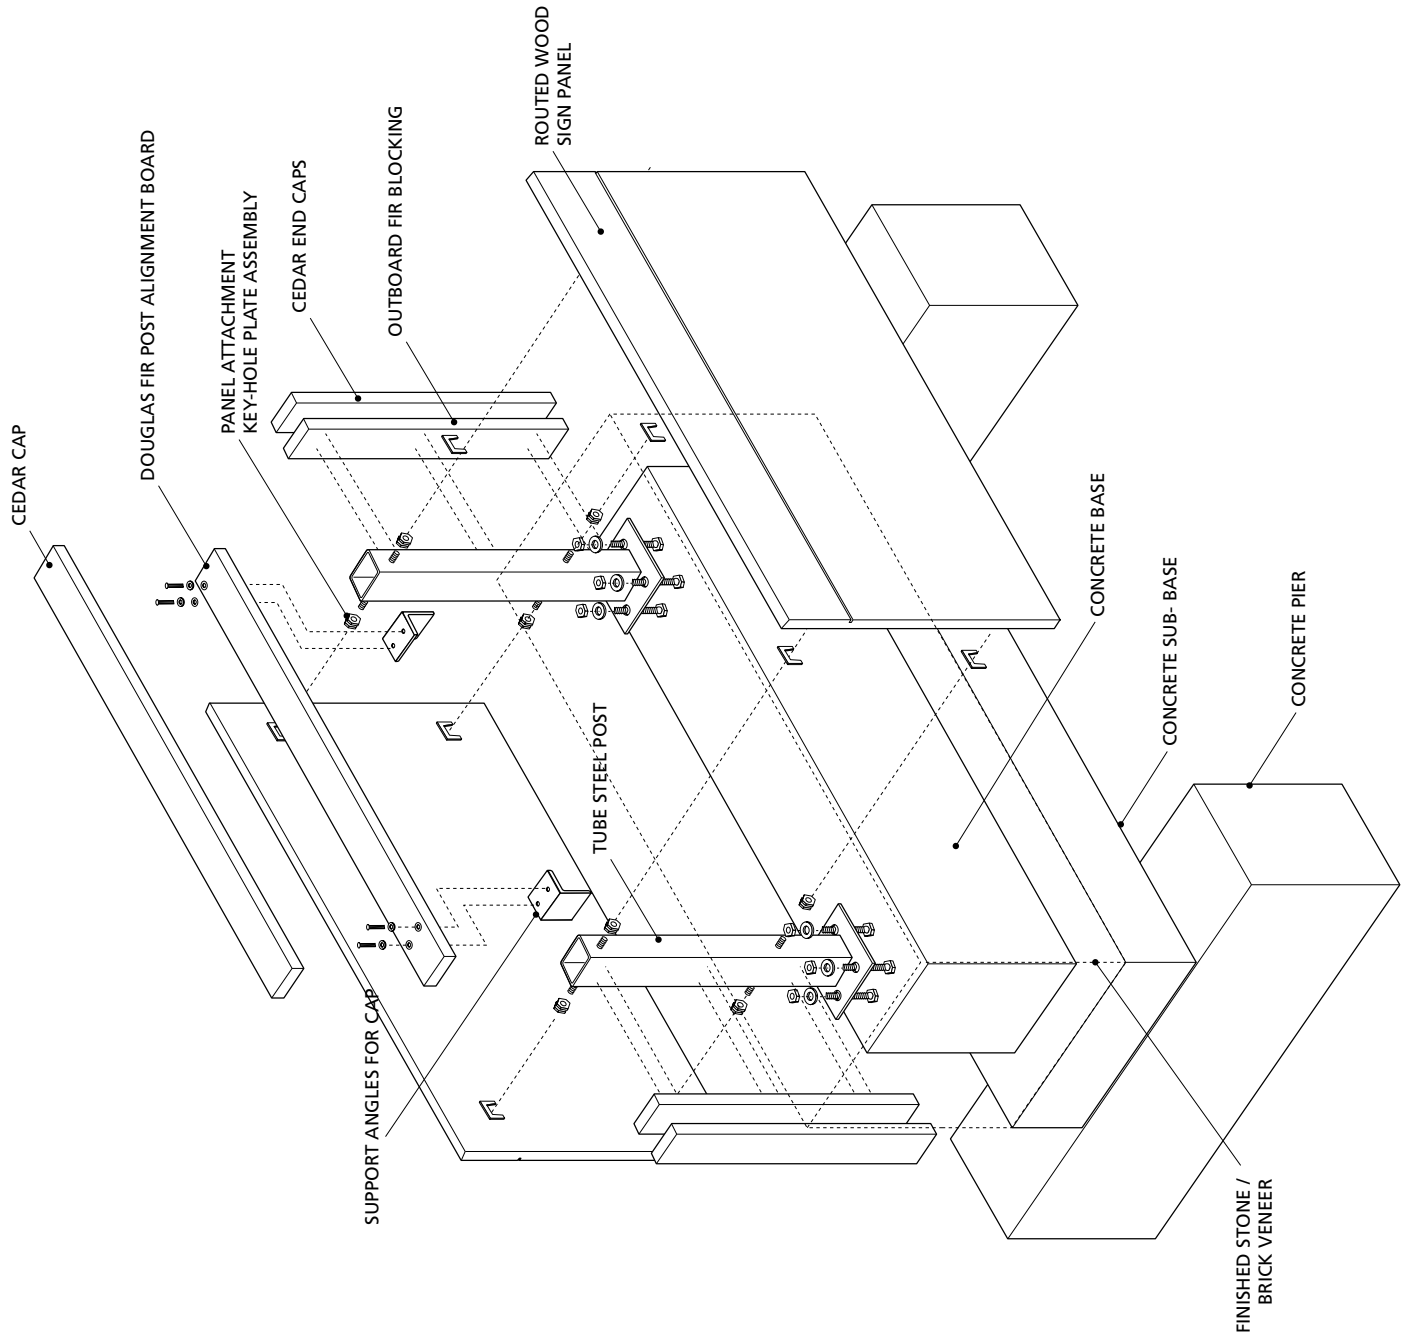 CEDAR CAP
DOUGLAS FIR POST ALIGNMENT BOARD
PANEL ATTACHMENT
KEY-HOLE PLATE ASSEMBLY
CEDAR END CAPS
OUTBOARD FIR BLOCKING
ROUTED WOOD
SIGN PANEL
SUPPORT ANGLES FOR CAP
TUBE STEEL POST
CONCRETE BASE
CONCRETE SUB- BASE
CONCRETE PIER
FINISHED STONE /
BRICK VENEER